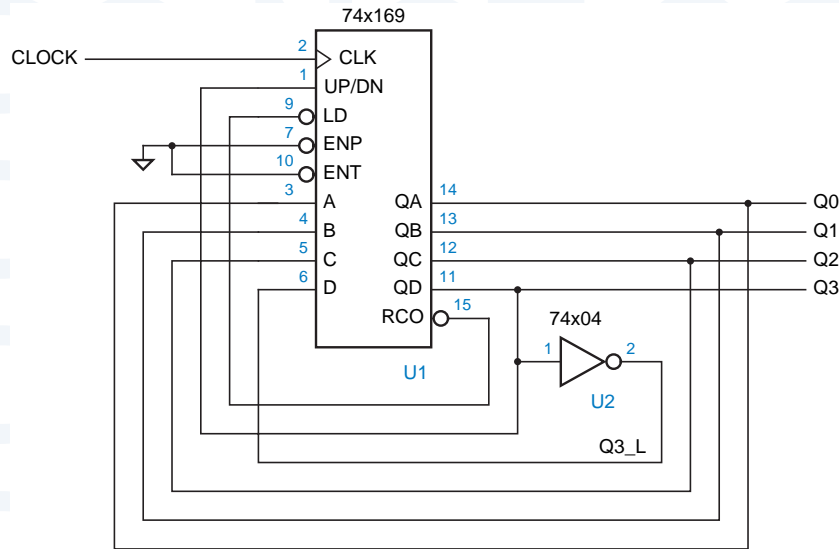 74x169
CLOCK 2 CLK
1 UP/DN
9 LD
7 ENP
10 ENT
3 A QA 14 Q0
4 B QB 13 Q1
5 C QC 12 Q2
6 D QD 11 Q3
RCO 15
74x04
1 2
U1
U2
Q3_L